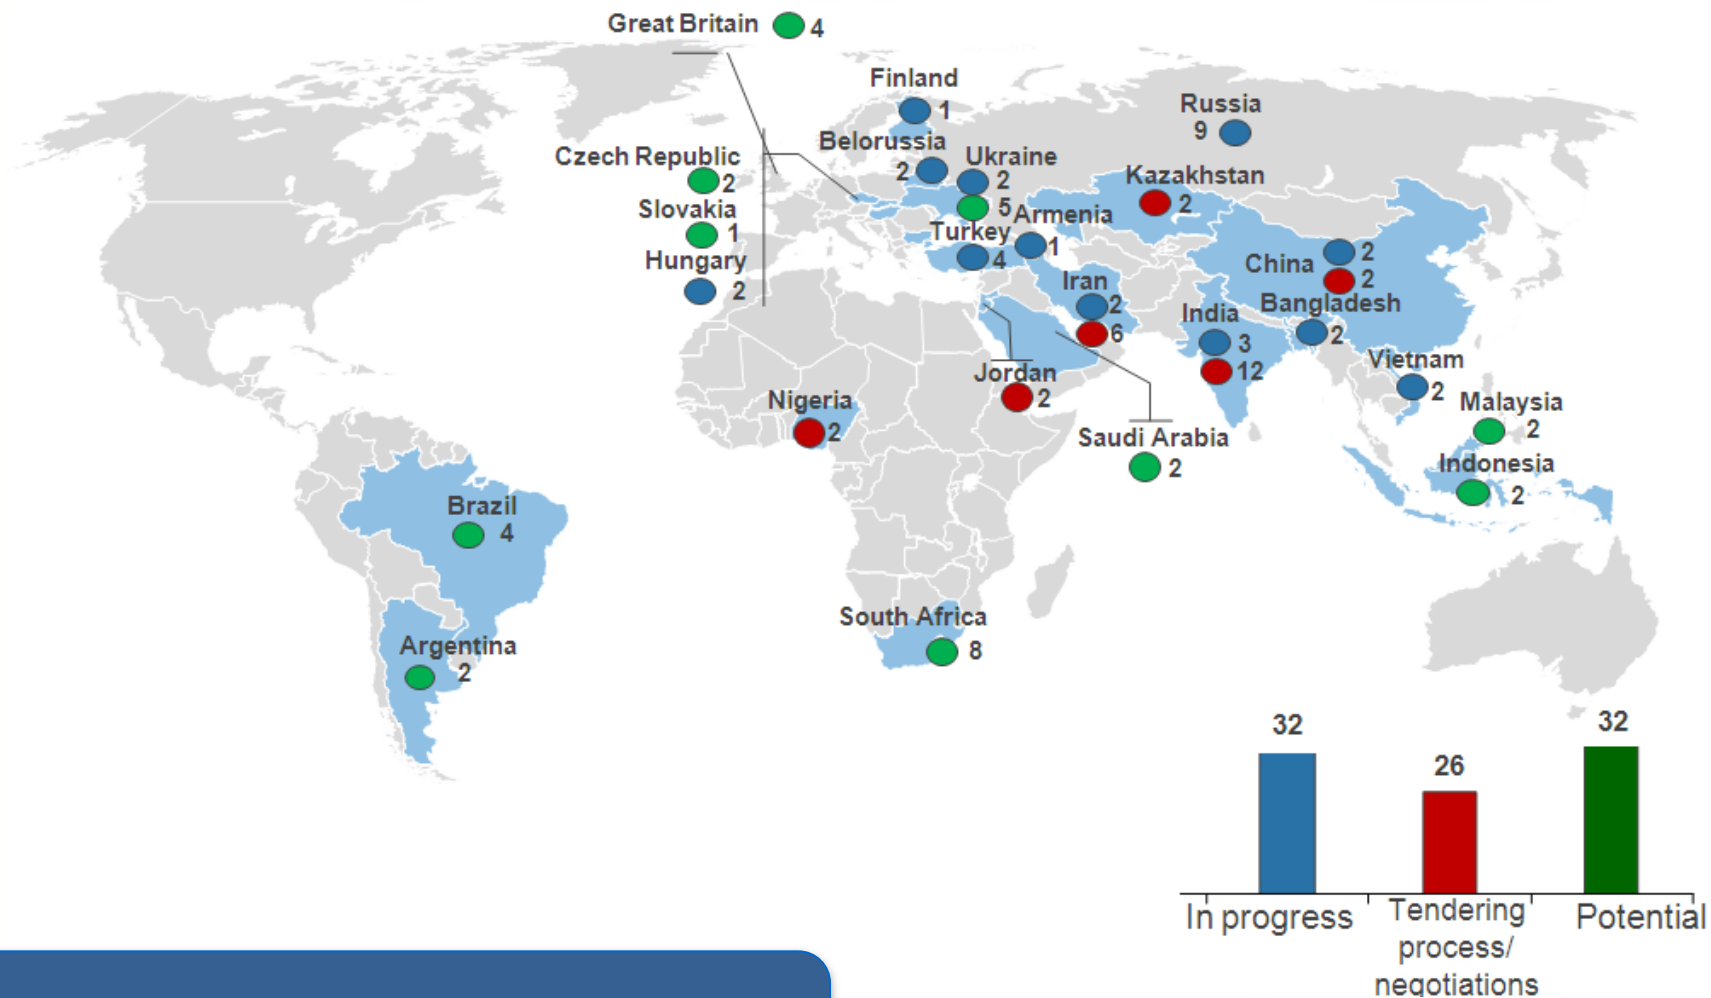 Great Britain 4
Finland
1
Russia
9
Belorussia
2
Czech Republic
2
Ukraine
2
5
Kazakhstan
2
Slovakia
1
Armenia
1
Turkey
4
Hungary
2
China
2
2
Iran
2
6
Bangladesh
2
India
3
12
Vietnam
2
Jordan
2
Nigeria
2
Malaysia
2
Saudi Arabia
2
Indonesia
2
Brazil
4
South Africa
8
Argentina
2
32
26
32
In progress
Tendering
process/
negotiations
Potential